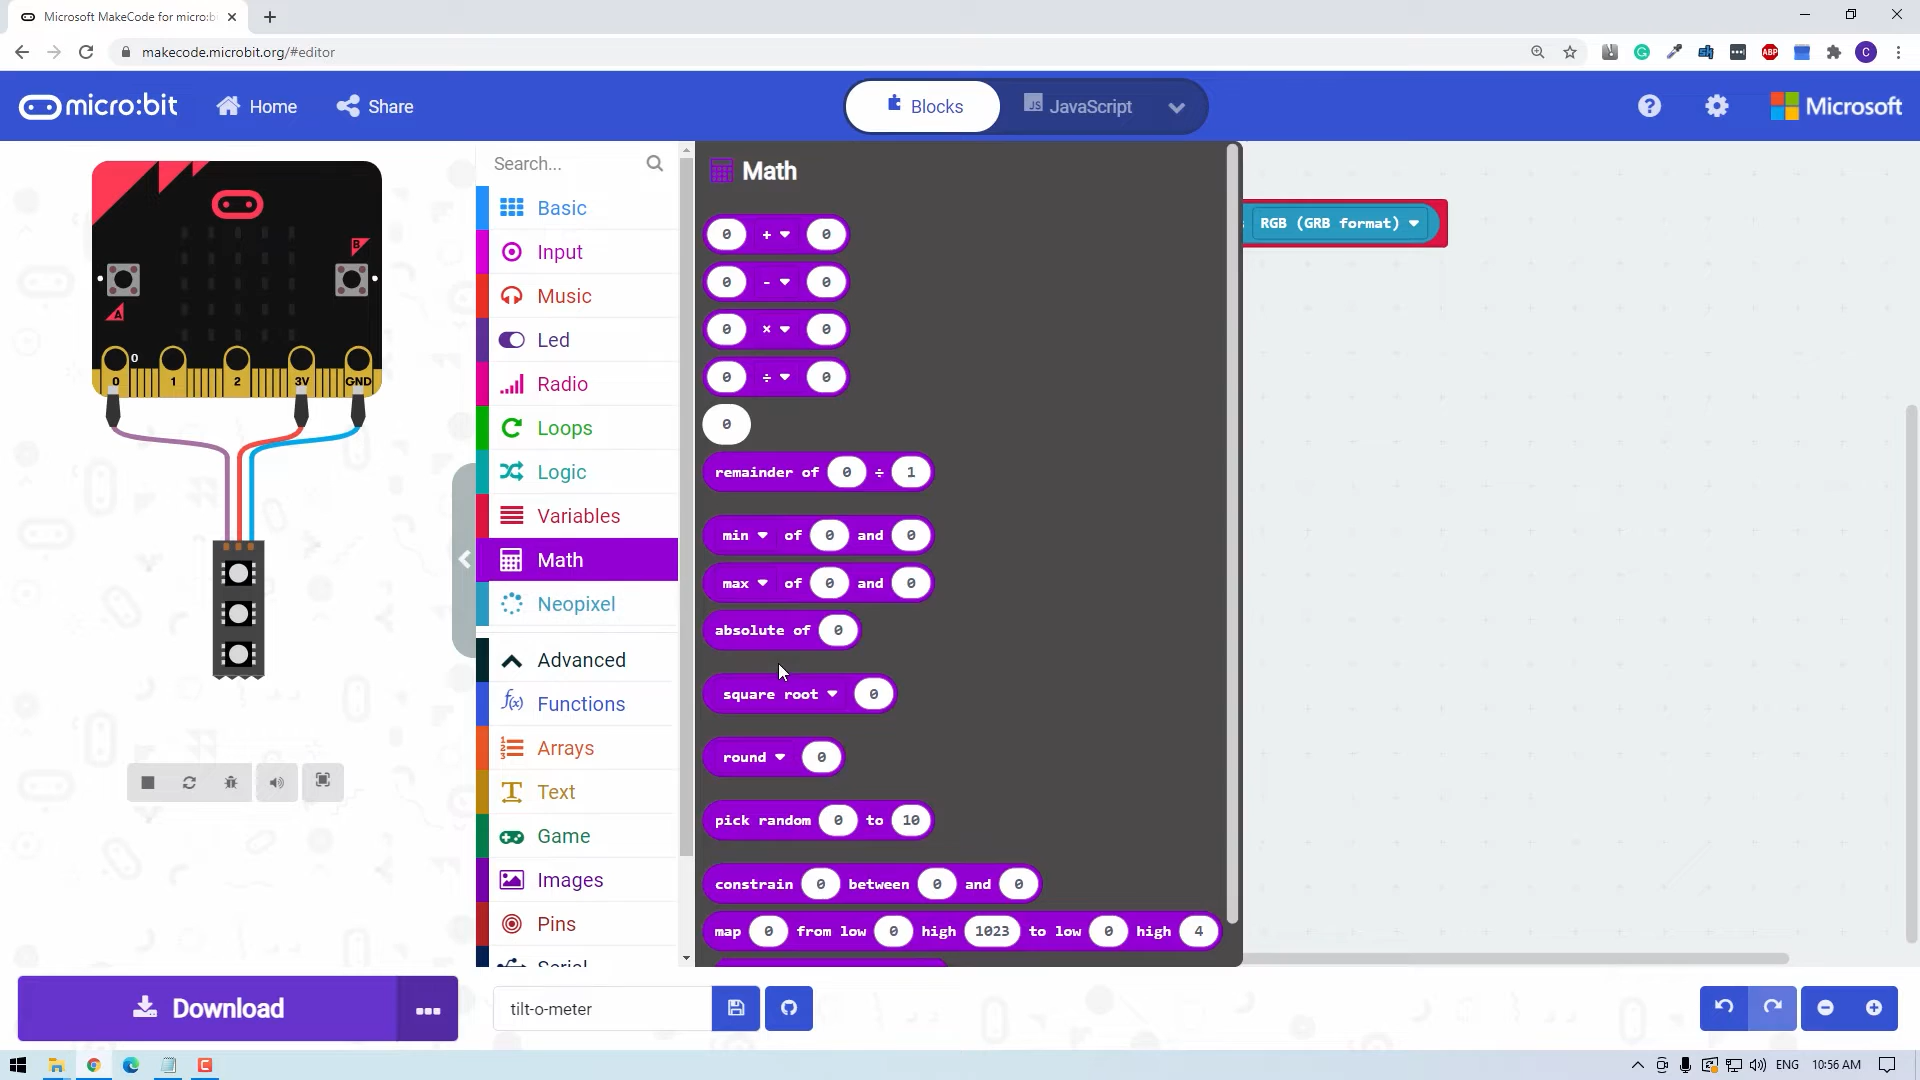 Microsoft MakeCode for micro:bi
makecode.microbit.org/#editor
ABP
C
micro:bit
Home
Share
Blocks
JS JavaScript
?
Microsoft
Search...
Math
B
A
0
0 1 2 3V GND
Basic
Input
Music
Led
Radio
Loops
Logic
Variables
Math
Neopixel
Advanced
Functions
Arrays
Text
Game
Images
Pins
Serial
0 + 0
0 - 0
0 × 0
0 ÷ 0
0
remainder of 0 ÷ 1
min of 0 and 0
max of 0 and 0
absolute of 0
square root 0
round 0
pick random 0 to 10
constrain 0 between 0 and 0
map 0 from low 0 high 1023 to low 0 high 4
RGB (GRB format)
Download
...
tilt-o-meter
ENG
10:56 AM